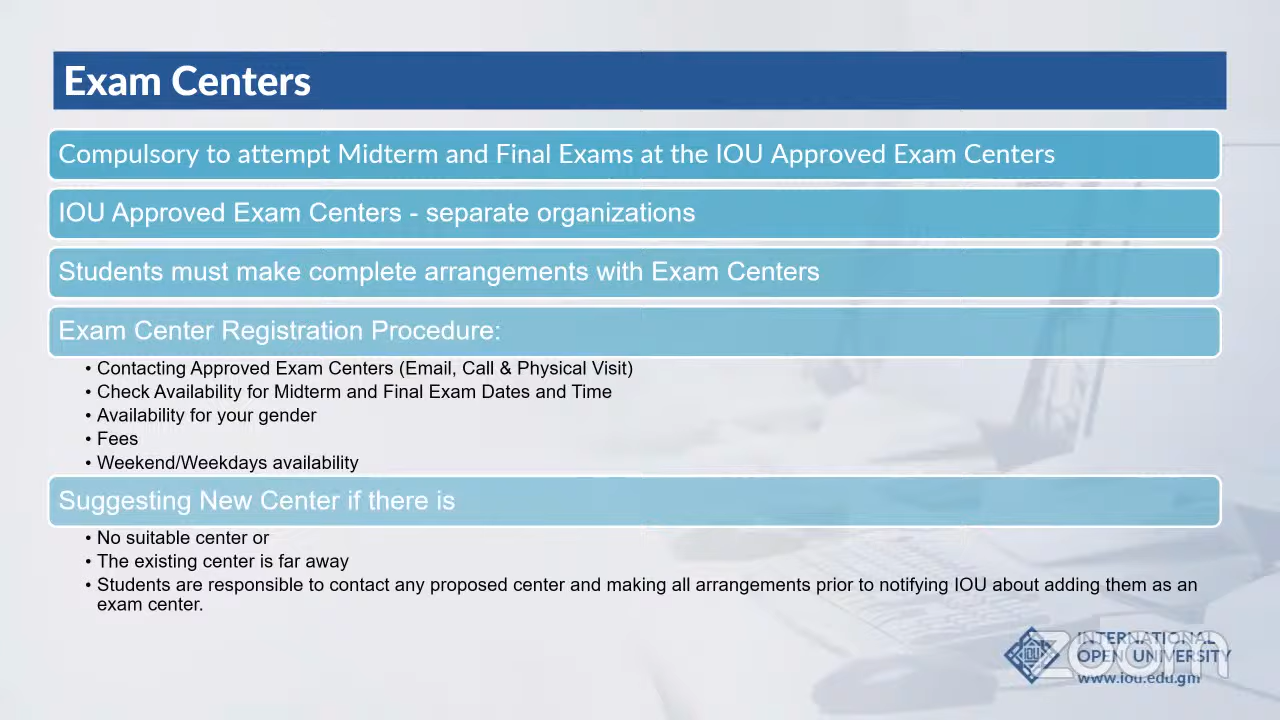 Exam Centers
Compulsory to attempt Midterm and Final Exams at the IOU Approved Exam Centers
IOU Approved Exam Centers - separate organizations
Students must make complete arrangements with Exam Centers
Exam Center Registration Procedure:
• Contacting Approved Exam Centers (Email, Call & Physical Visit)
• Check Availability for Midterm and Final Exam Dates and Time
• Availability for your gender
• Fees
• Weekend/Weekdays availability
Suggesting New Center if there is
• No suitable center or
• The existing center is far away
• Students are responsible to contact any proposed center and making all arrangements prior to notifying IOU about adding them as an
exam center.
IOU
INTERNATIONAL
OPEN UNIVERSITY
www.iou.edu.gm
zoom